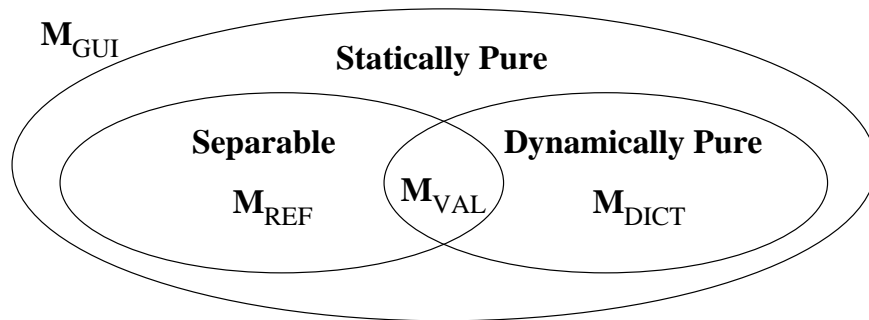 M_GUI
Statically Pure
Separable
Dynamically Pure
M_REF
M_VAL
M_DICT